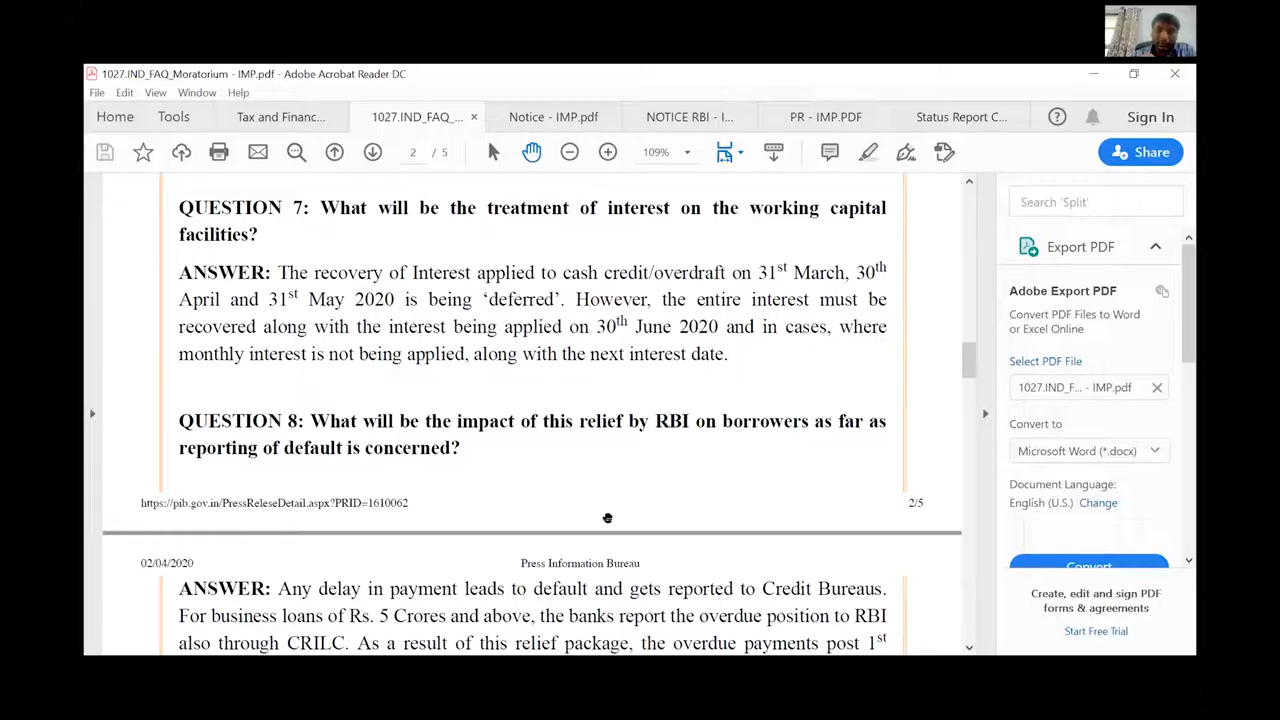 1027.IND_FAQ_Moratorium - IMP.pdf - Adobe Acrobat Reader DC
File Edit View Window Help
Home Tools Tax and Financ... 1027.IND_FAQ_... × Notice - IMP.pdf NOTICE RBI - I... PR - IMP.PDF Status Report C... Sign In
2 / 5 109% Share
QUESTION 7: What will be the treatment of interest on the working capital
facilities?
ANSWER: The recovery of Interest applied to cash credit/overdraft on 31st March, 30th
April and 31st May 2020 is being ‘deferred’. However, the entire interest must be
recovered along with the interest being applied on 30th June 2020 and in cases, where
monthly interest is not being applied, along with the next interest date.
QUESTION 8: What will be the impact of this relief by RBI on borrowers as far as
reporting of default is concerned?
https://pib.gov.in/PressReleseDetail.aspx?PRID=1610062 2/5
02/04/2020 Press Information Bureau
ANSWER: Any delay in payment leads to default and gets reported to Credit Bureaus.
For business loans of Rs. 5 Crores and above, the banks report the overdue position to RBI
also through CRILC. As a result of this relief package, the overdue payments post 1st
Search 'Split'
Export PDF
Adobe Export PDF
Convert PDF Files to Word
or Excel Online
Select PDF File
1027.IND_F... - IMP.pdf
Convert to
Microsoft Word (*.docx)
Document Language:
English (U.S.) Change
Convert
Create, edit and sign PDF
forms & agreements
Start Free Trial